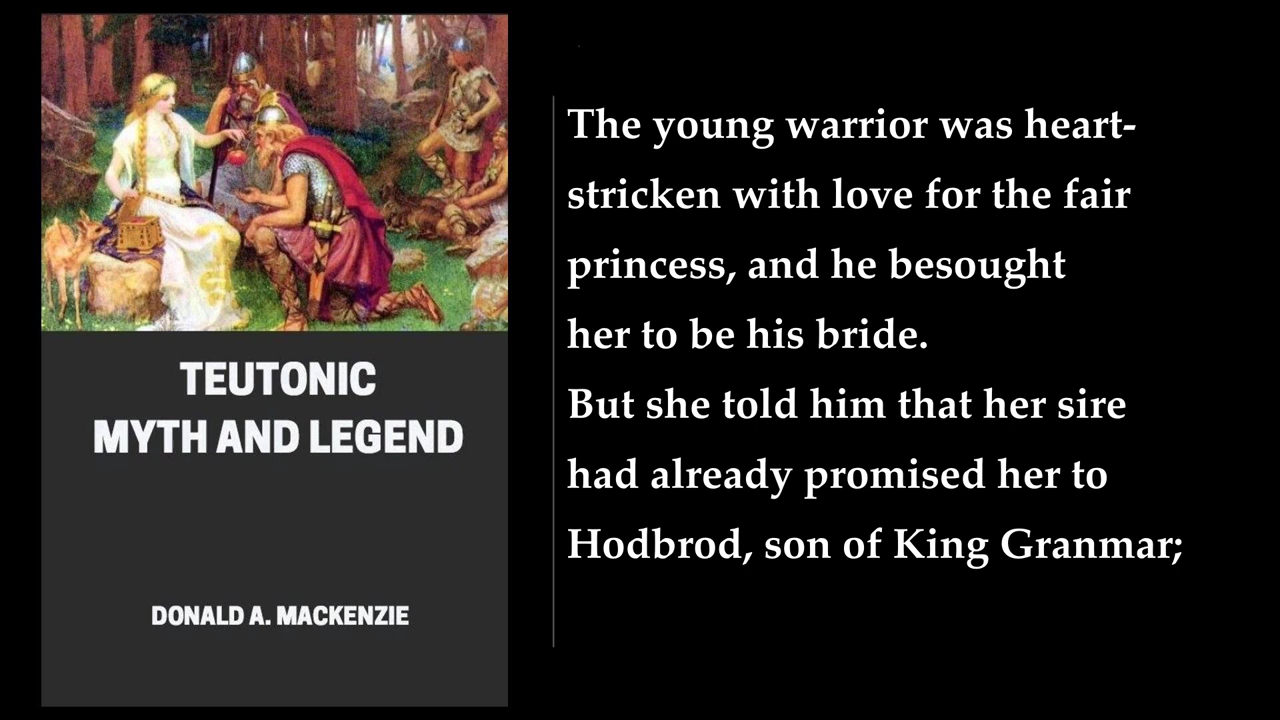 TEUTONIC
MYTH AND LEGEND
DONALD A. MACKENZIE
The young warrior was heart-
stricken with love for the fair
princess, and he besought
her to be his bride.
But she told him that her sire
had already promised her to
Hodbrod, son of King Granmar;